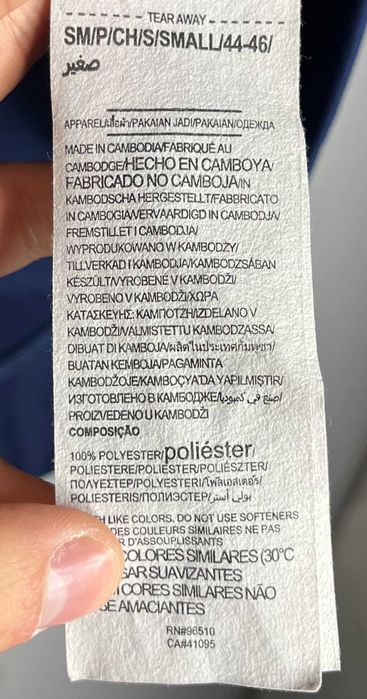 TEAR AWAY
SM/P/CH/S/SMALL/44-46/
صغير
APPAREL/เสื้อผ้า/PAKAIAN JADI/PAKAIAN/ОДЕЖДА
MADE IN CAMBODIA/FABRIQUÉ AU
CAMBODGE/HECHO EN CAMBOYA/
FABRICADO NO CAMBOJA/IN
KAMBODSCHA HERGESTELLT/FABBRICATO
IN CAMBOGIA/VERVAARDIGD IN CAMBODJA/
FREMSTILLET I CAMBODJA/
WYPRODUKOWANO W KAMBODŻY/
TILLVERKAD I KAMBODJA/KAMBODZSÁBAN
KÉSZÜLT/VYROBENÉ V KAMBODŽI/
VYROBENO V KAMBODŽI/ΧΩΡΑ
ΚΑΤΑΣΚΕΥΗΣ: ΚΑΜΠΟΤΖΗ/IZDELANO V
KAMBODŽI/VALMISTETTU KAMBODZASSA/
DIBUAT DI KAMBOJA/ผลิตในประเทศกัมพูชา/
BUATAN KEMBOJA/PAGAMINTA
KAMBODŽOJE/KAMBOÇYA'DA YAPILMIŞTIR/
ИЗГОТОВЛЕНО В КАМБОДЖЕ/صنع في كمبوديا/
PROIZVEDENO U KAMBODŽI
COMPOSIÇÃO
100% POLYESTER/poliéster/
POLIESTERE/POLIESTER/POLIÉSZTER/
ΠΟΛΥΕΣΤΕΡ/POLIYESTER/โพลีเอสเตอร์/
POLIESTERIS/ПОЛИЭСТЕР/بولي أستر/
LIKE COLORS. DO NOT USE SOFTENERS
DES COULEURS SIMILAIRES NE PAS
D'ASSOUPLISSANTS
COLORES SIMILARES (30°C
SUAVIZANTES
CORES SIMILARES NÃO
AMACIANTES
RN#96510
CA#41095